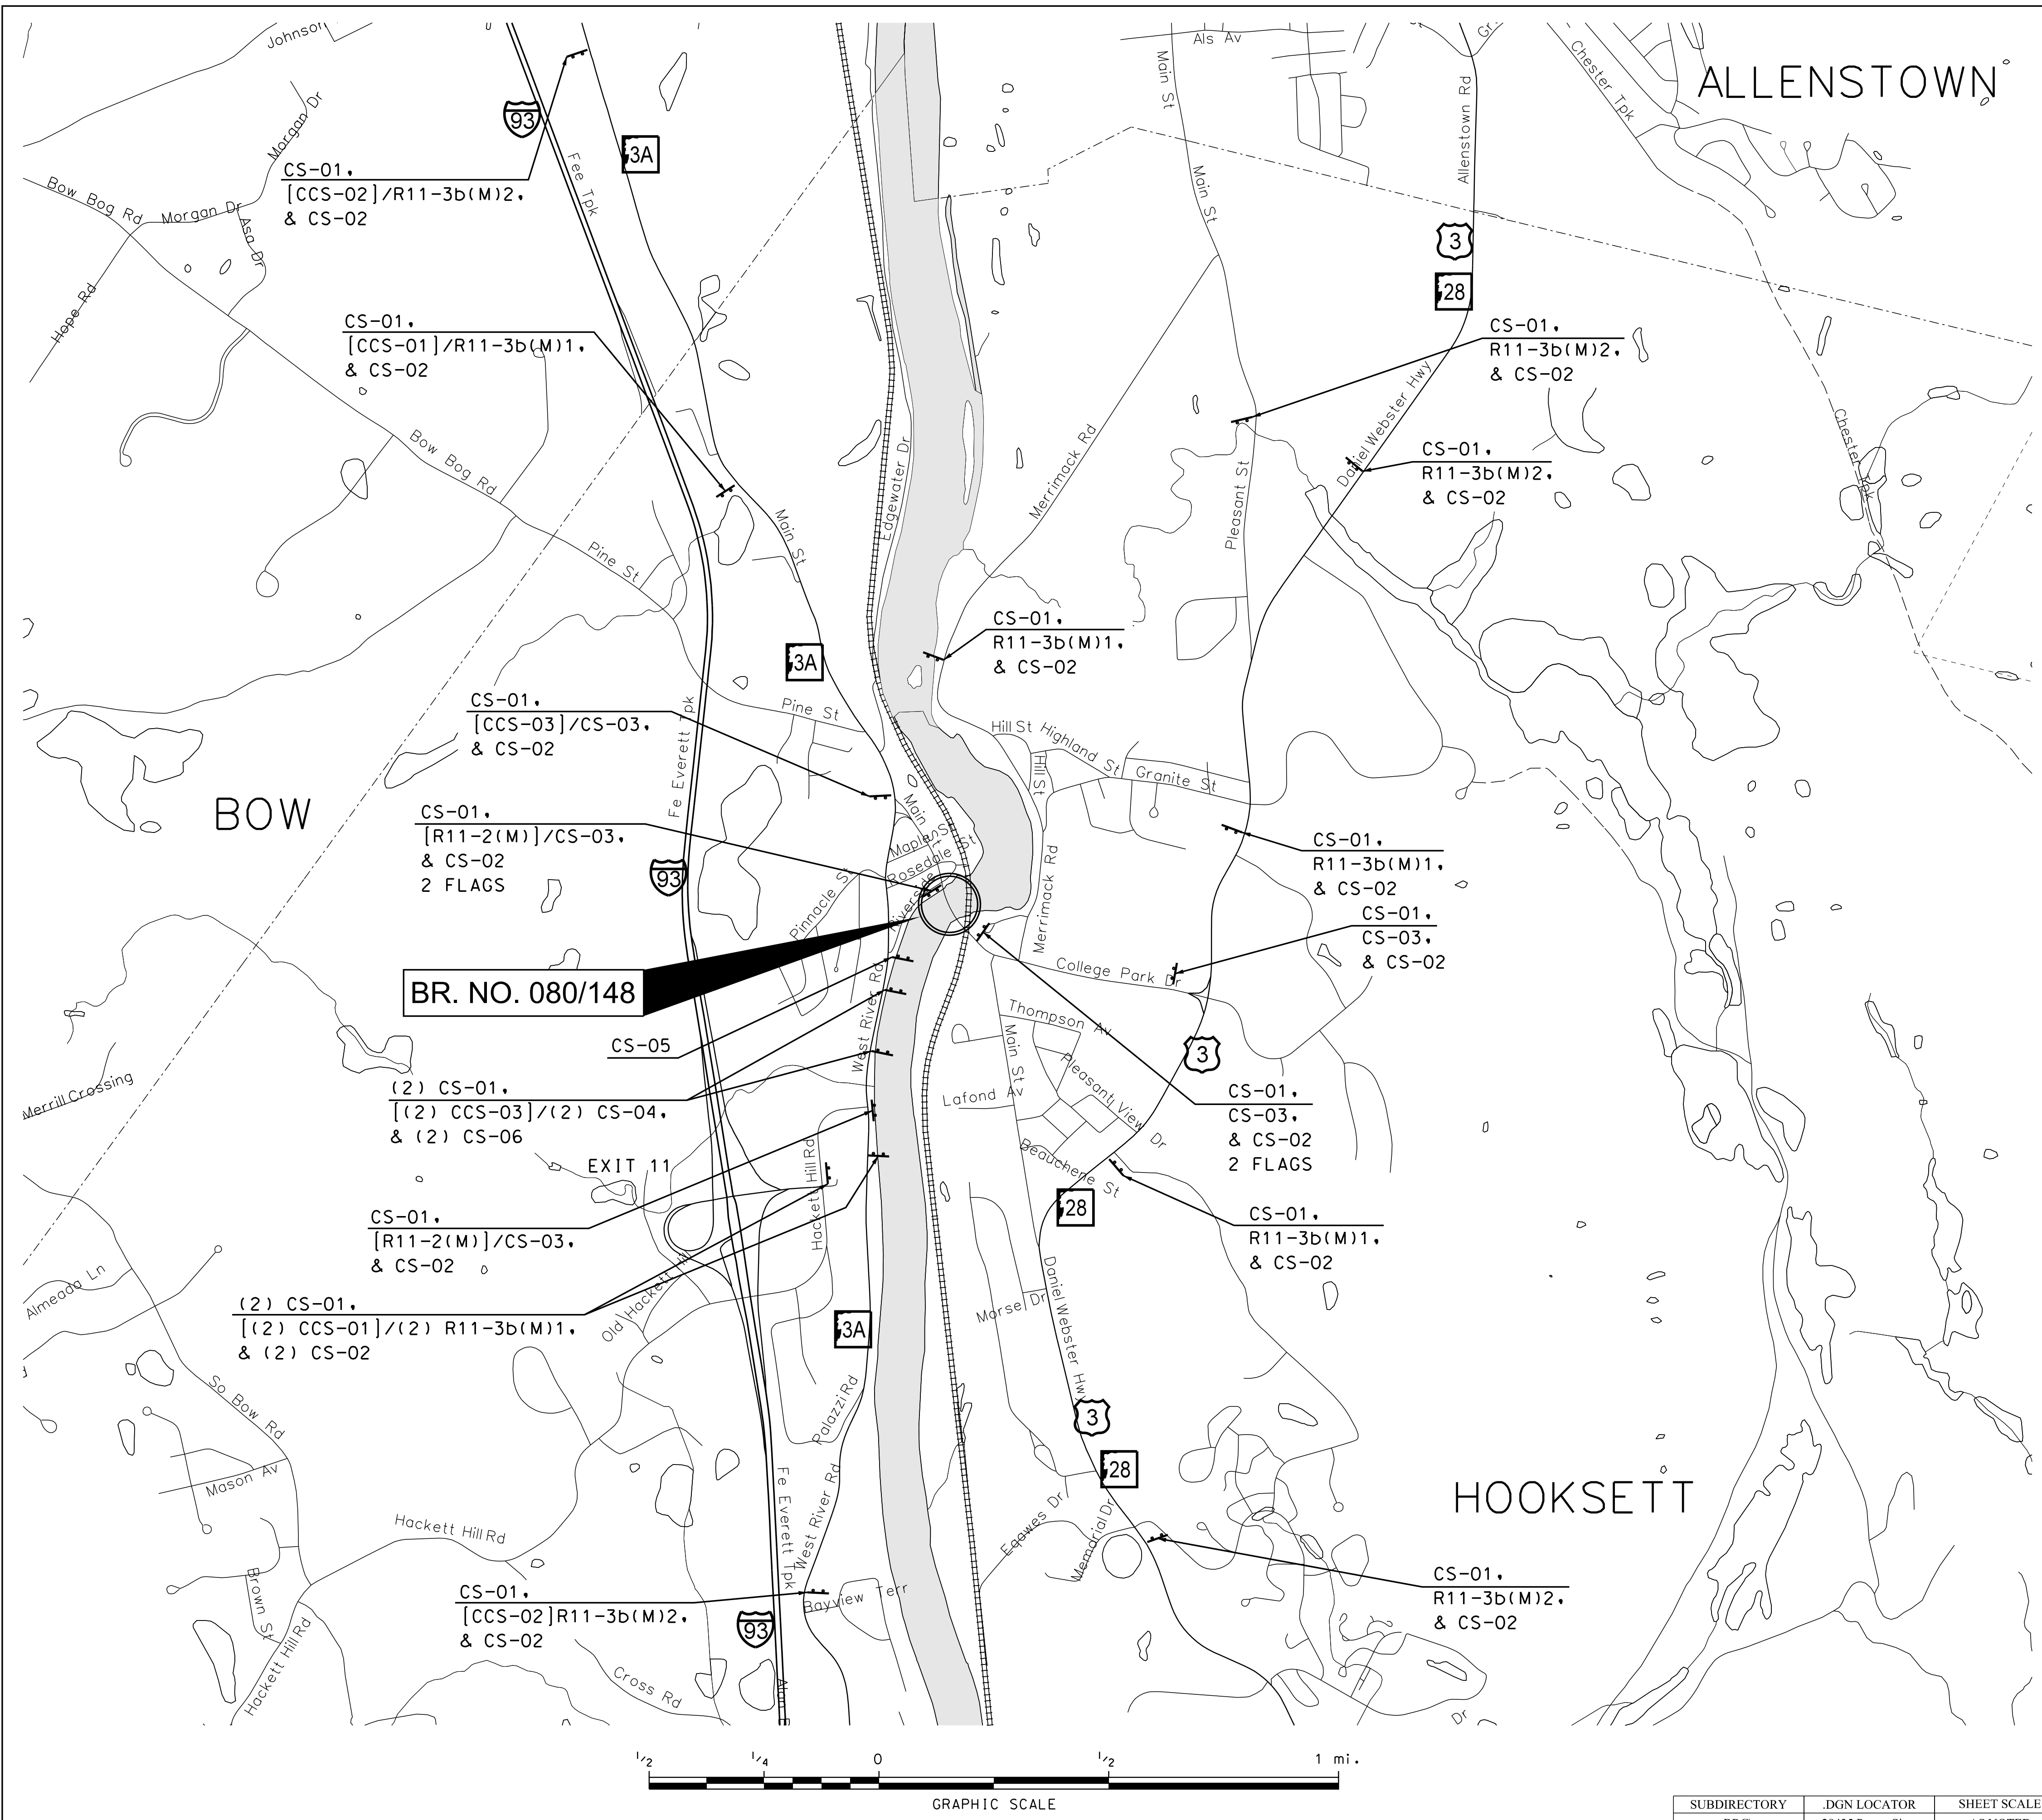 Johnson
Als Av
Main St
Allenstown Rd
Gr
Chester Tpk
ALLENSTOWN
93
3A
Morgan Dr
Fee Tpk
CS-01,
[CCS-02]/R11-3b(M)2,
& CS-02
Bow Bog Rd
Morgan Dr
Asa Dr
Main St
3
28
Hope Rd
CS-01,
[CCS-01]/R11-3b(M)1,
& CS-02
CS-01,
R11-3b(M)2,
& CS-02
Daniel Webster Hwy
Chester Tpk
Bow Bog Rd
Edgewater Dr
Merrimack Rd
Pleasant St
CS-01,
R11-3b(M)2,
& CS-02
Main St
Pine St
CS-01,
R11-3b(M)1,
& CS-02
3A
CS-01,
[CCS-03]/CS-03,
& CS-02
Fe Everett Tpk
Pine St
Hill St
Highland St
Hill St
Granite St
BOW
CS-01,
[R11-2(M)]/CS-03,
& CS-02
2 FLAGS
Main St
Maple St
Rosedale St
Riverside
Pinnacle St
93
Merrimack Rd
CS-01,
R11-3b(M)1,
& CS-02
CS-01,
CS-03,
& CS-02
BR. NO. 080/148
West River Rd
College Park Dr
Thompson Av
Main St
3
CS-05
Pleasant View Dr
Merrill Crossing
(2) CS-01,
[(2) CCS-03]/(2) CS-04,
& (2) CS-06
Lafond Av
CS-01,
CS-03,
& CS-02
2 FLAGS
Beauchene St
EXIT 11
Hackett Hill Rd
28
CS-01,
[R11-2(M)]/CS-03,
& CS-02
CS-01,
R11-3b(M)1,
& CS-02
Almeada Ln
Old Hackett Hill
(2) CS-01,
[(2) CCS-01]/(2) R11-3b(M)1,
& (2) CS-02
3A
Morse Dr
Daniel Webster Hwy
So Bow Rd
Palazzi Rd
3
28
HOOKSETT
Mason Av
Fe Everett Tpk
West River Rd
Hackett Hill Rd
Egawes Dr
Memorial Dr
Brown St
CS-01,
[CCS-02]R11-3b(M)2,
& CS-02
Bayview Terr
CS-01,
R11-3b(M)2,
& CS-02
93
Hackett Hill Rd
Cross Rd
Dr
1/2 1/4 0 1/2 1 mi.
GRAPHIC SCALE
SUBDIRECTORY .DGN LOCATOR SHEET SCALE